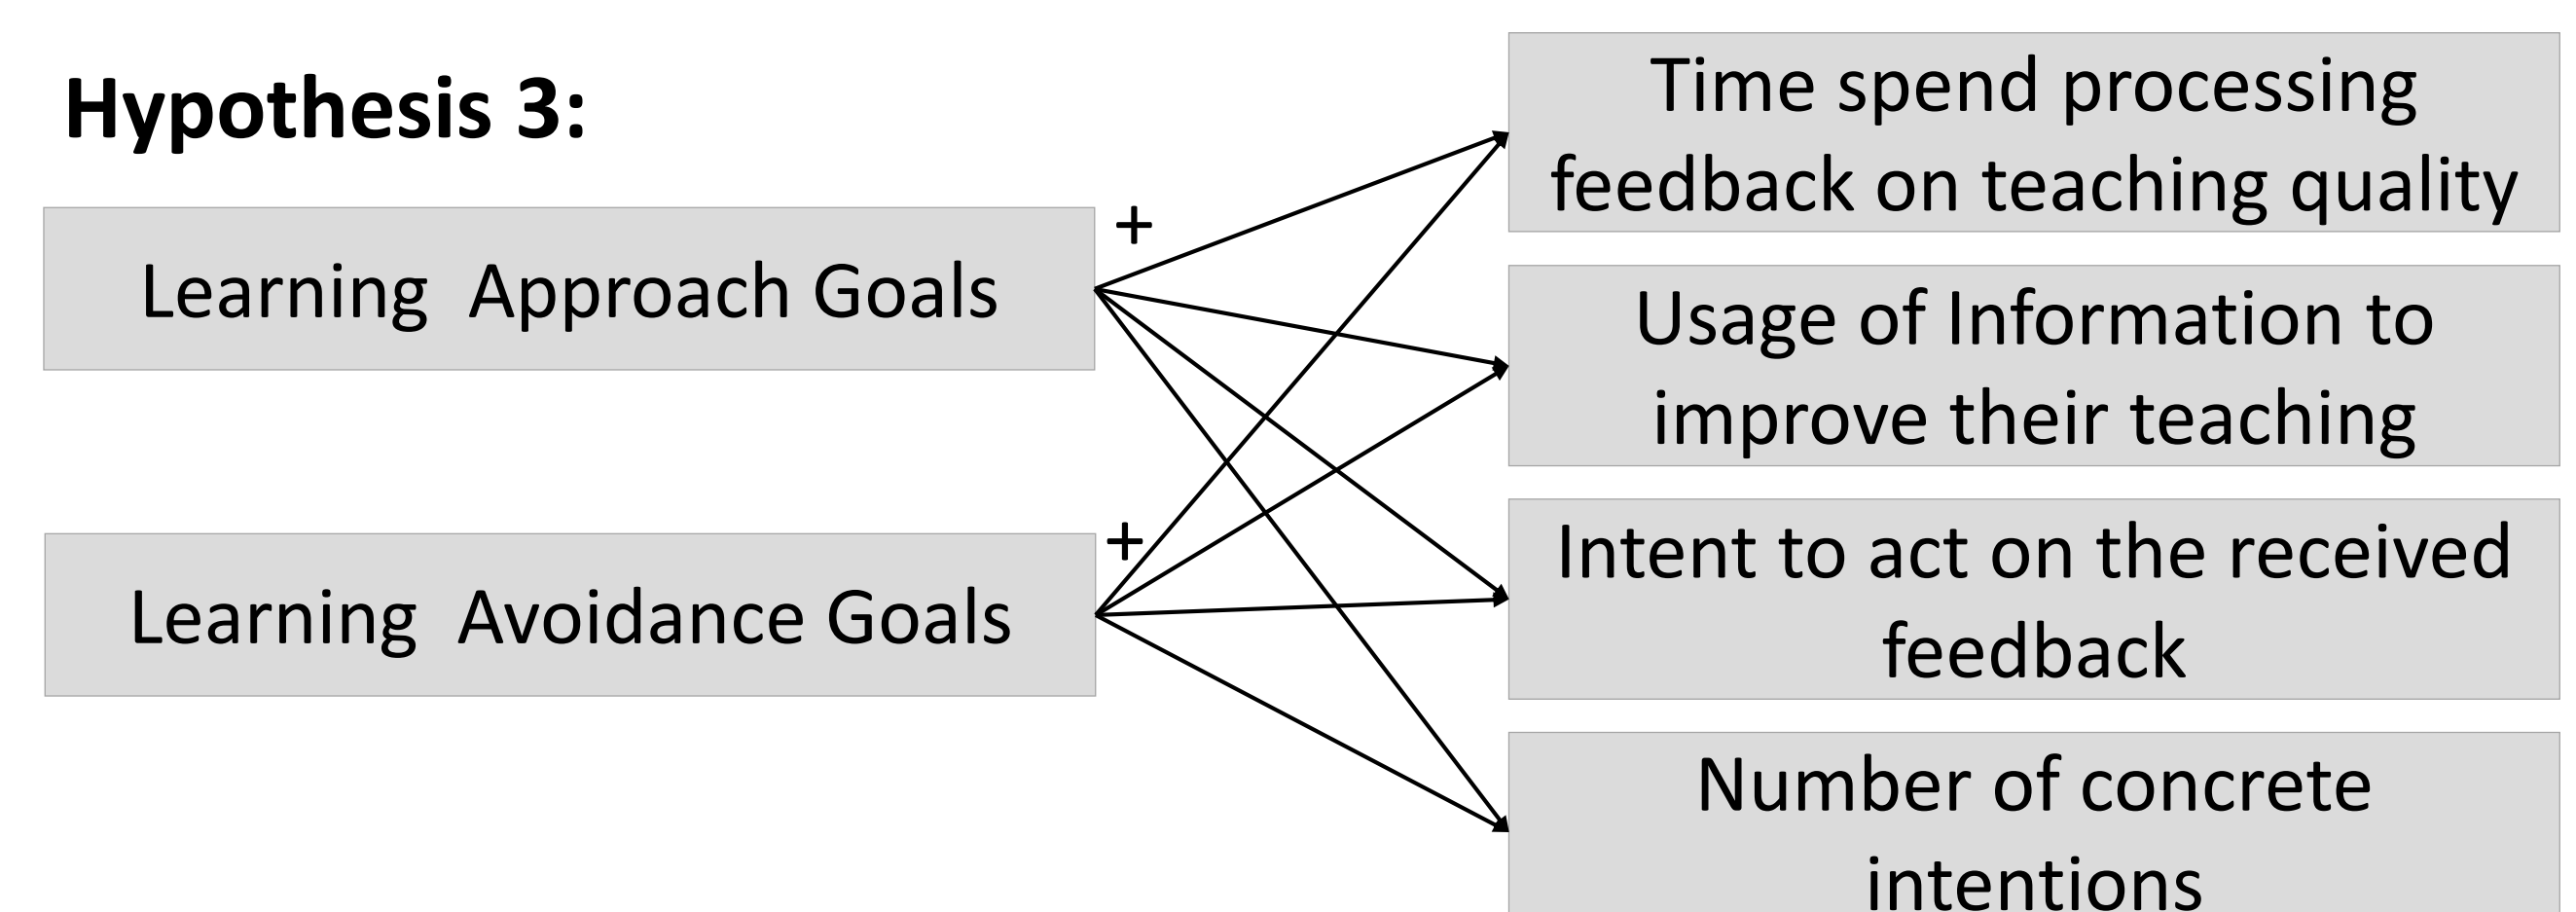 Hypothesis 3:
+
Learning Approach Goals
+
Learning Avoidance Goals
Time spend processing
feedback on teaching quality
Usage of Information to
improve their teaching
Intent to act on the received
feedback
Number of concrete
intentions